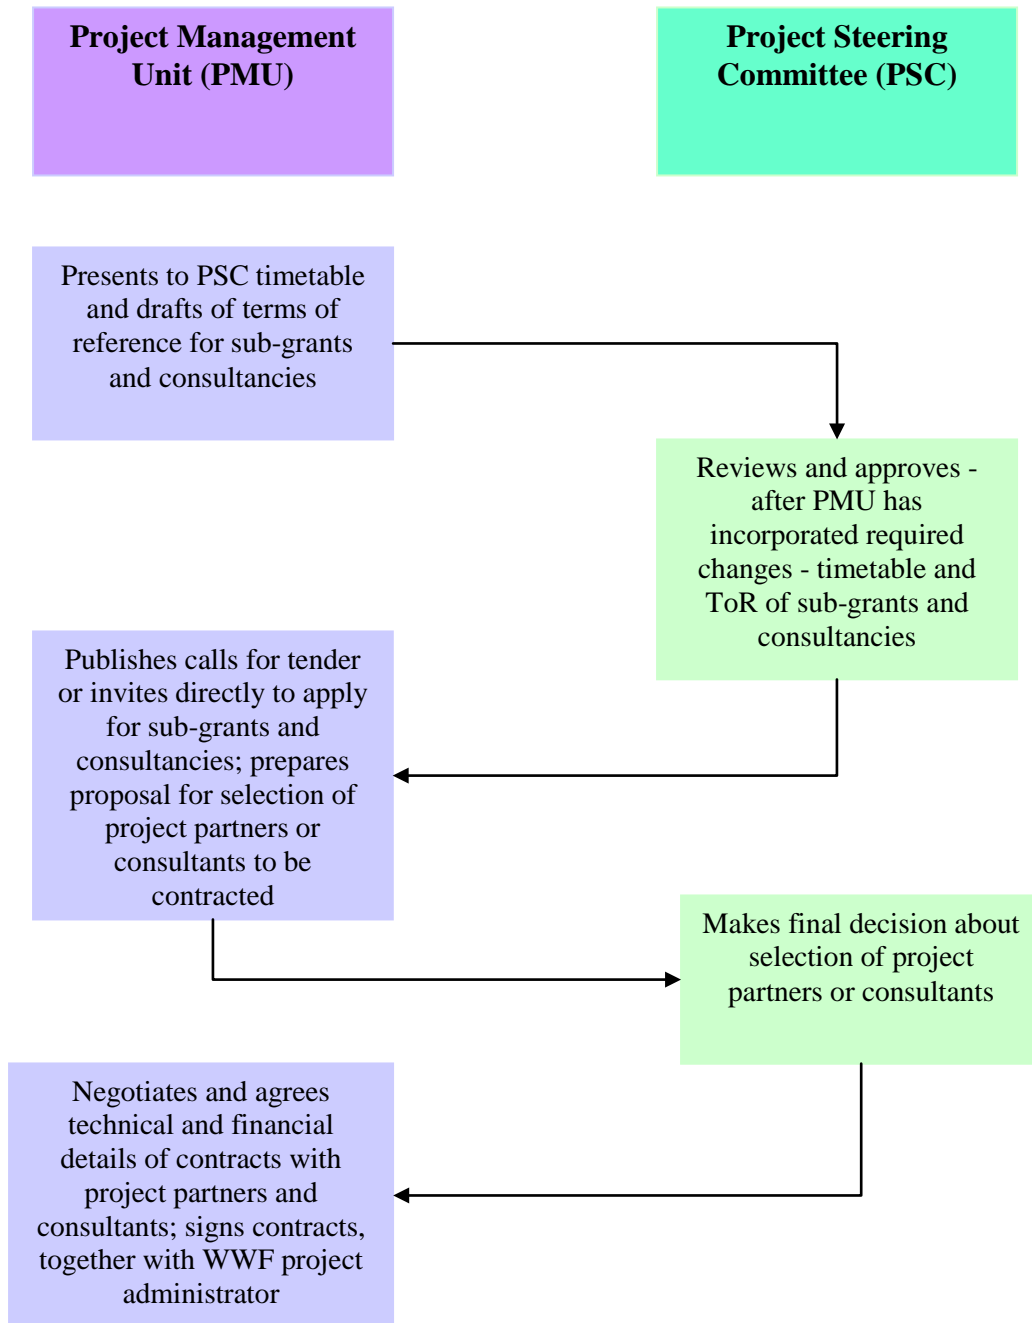 Project Management
Unit (PMU)
Project Steering
Committee (PSC)
Presents to PSC timetable
and drafts of terms of
reference for sub-grants
and consultancies
Reviews and approves -
after PMU has
incorporated required
changes - timetable and
ToR of sub-grants and
consultancies
Publishes calls for tender
or invites directly to apply
for sub-grants and
consultancies; prepares
proposal for selection of
project partners or
consultants to be
contracted
Makes final decision about
selection of project
partners or consultants
Negotiates and agrees
technical and financial
details of contracts with
project partners and
consultants; signs contracts,
together with WWF project
administrator